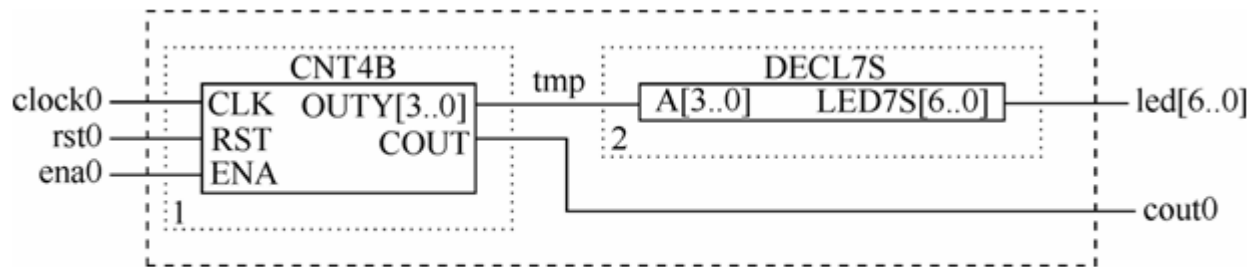 CNT4B
DECL7S
tmp
clock0
CLK OUTY[3..0]
A[3..0] LED7S[6..0]
led[6..0]
rst0
RST COUT
2
ena0
ENA
1
cout0